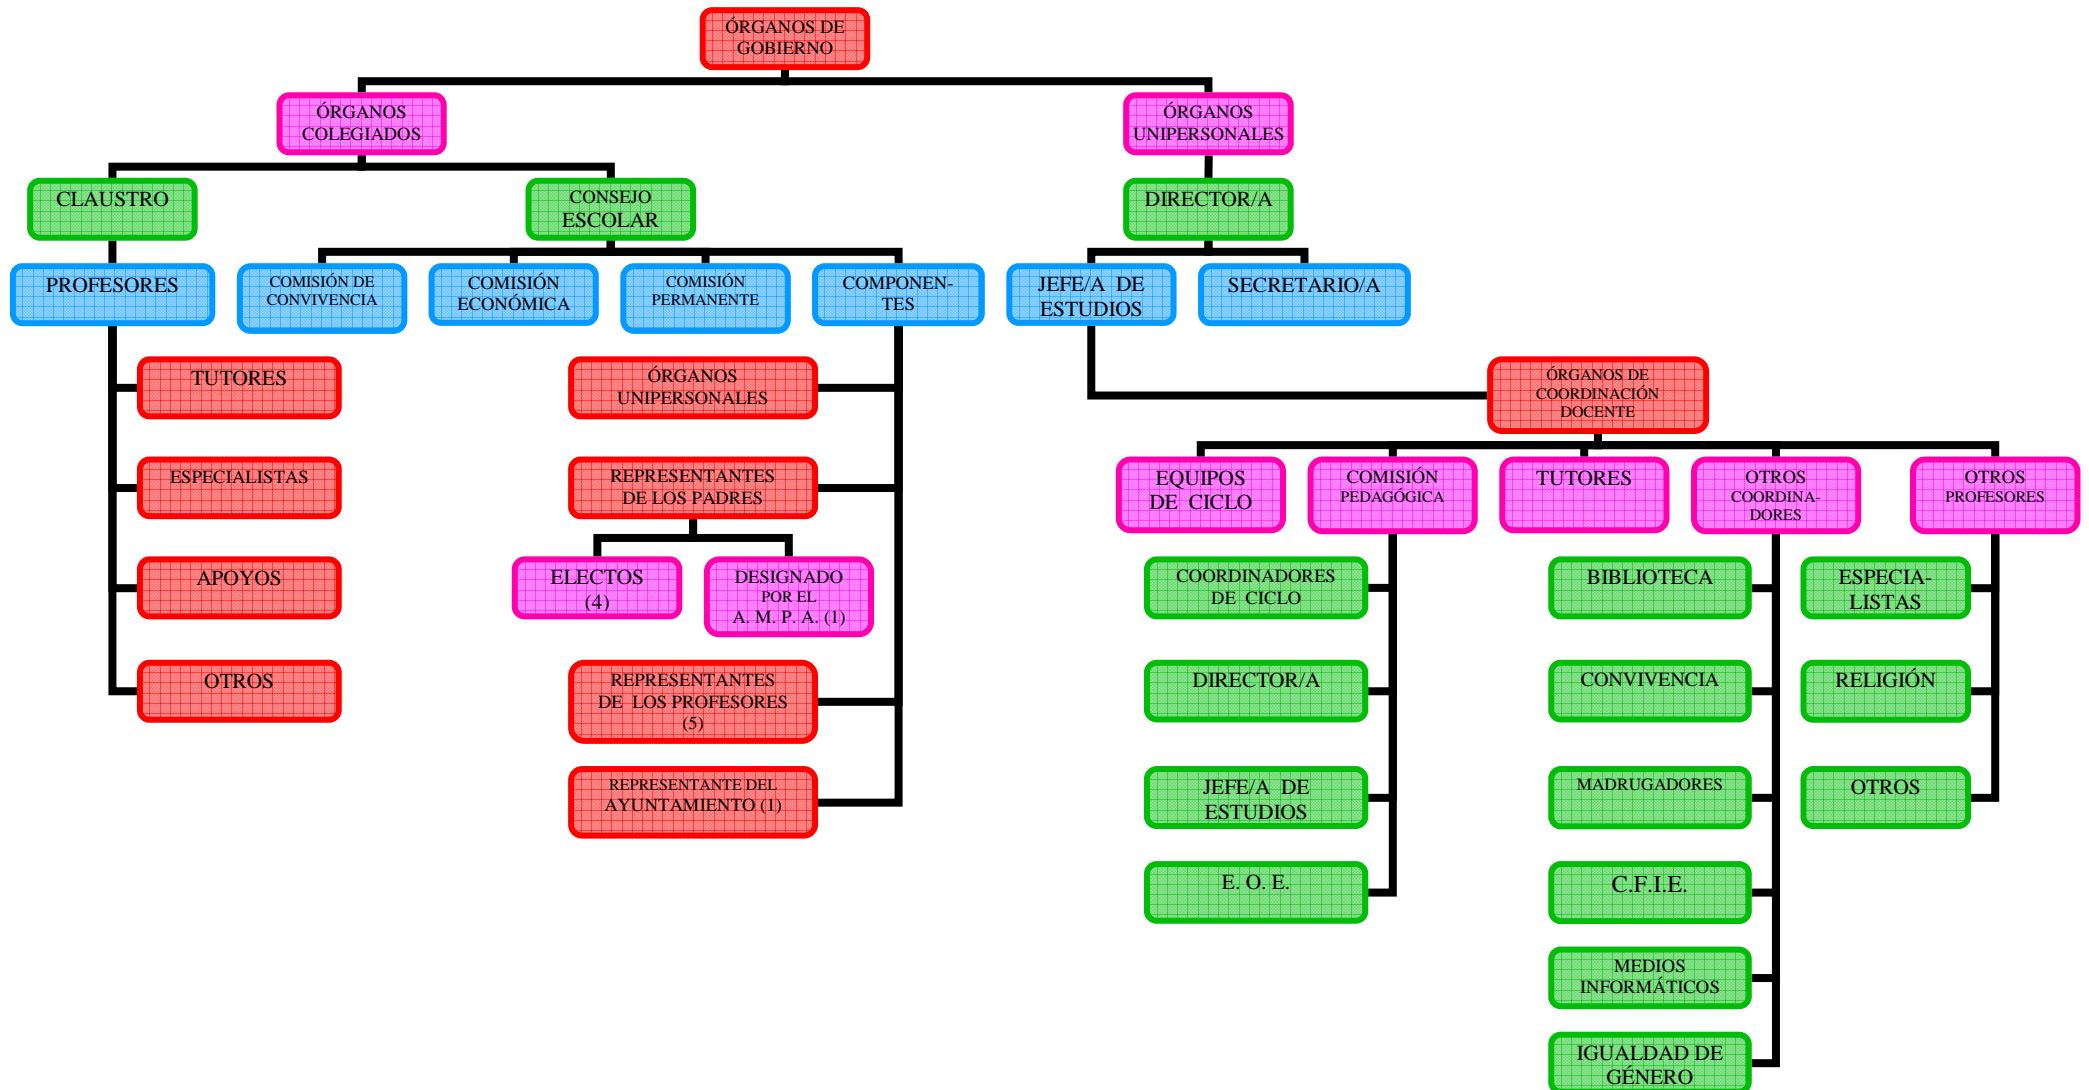 ÓRGANOS DE
GOBIERNO
ÓRGANOS
COLEGIADOS
ÓRGANOS
UNIPERSONALES
CLAUSTRO
CONSEJO
ESCOLAR
DIRECTOR/A
PROFESORES
COMISIÓN DE
CONVIVENCIA
COMISIÓN
ECONÓMICA
COMISIÓN
PERMANENTE
COMPONEN-
TES
JEFE/A DE
ESTUDIOS
SECRETARIO/A
TUTORES
ESPECIALISTAS
APOYOS
OTROS
ÓRGANOS
UNIPERSONALES
REPRESENTANTES
DE LOS PADRES
ELECTOS
(4)
DESIGNADO
POR EL
A. M. P. A. (1)
REPRESENTANTES
DE LOS PROFESORES
(5)
REPRESENTANTE DEL
AYUNTAMIENTO (1)
ÓRGANOS DE
COORDINACIÓN
DOCENTE
EQUIPOS
DE CICLO
COMISIÓN
PEDAGÓGICA
TUTORES
OTROS
COORDINA-
DORES
OTROS
PROFESORES
COORDINADORES
DE CICLO
DIRECTOR/A
JEFE/A DE
ESTUDIOS
E. O. E.
BIBLIOTECA
CONVIVENCIA
MADRUGADORES
C.F.I.E.
MEDIOS
INFORMÁTICOS
IGUALDAD DE
GÉNERO
ESPECIA-
LISTAS
RELIGIÓN
OTROS